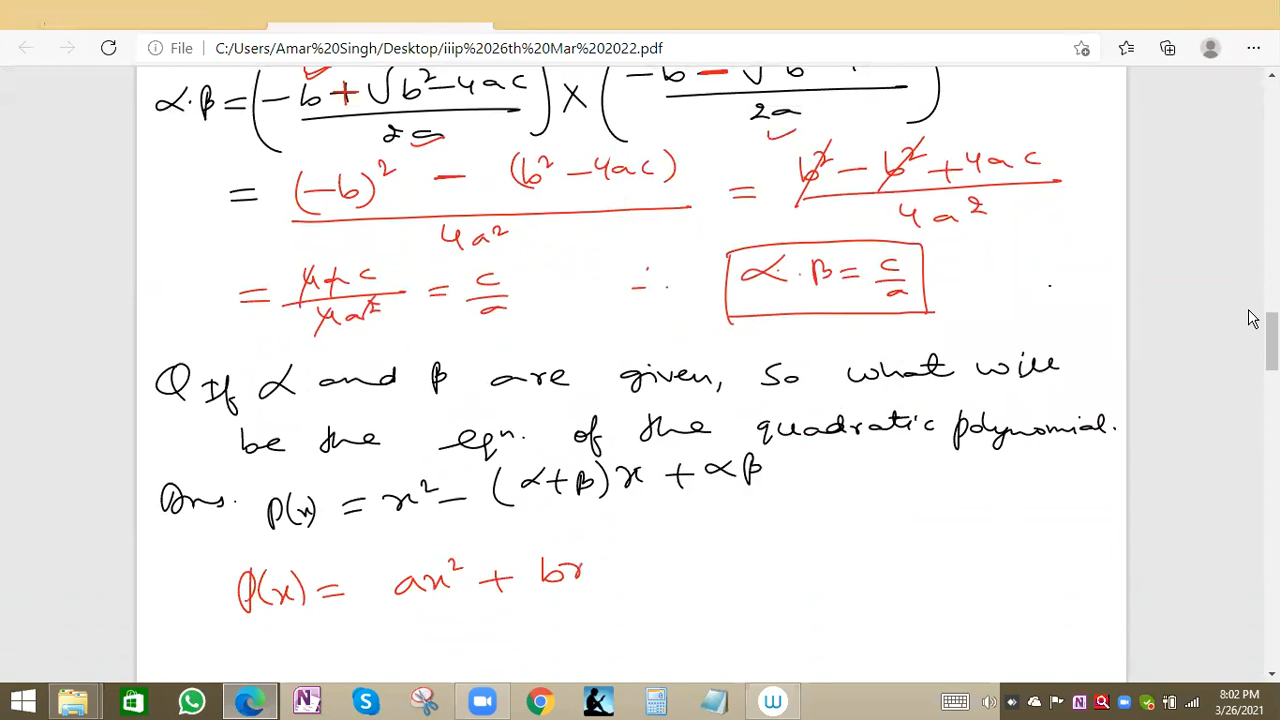 File C:/Users/Amar%20Singh/Desktop/iiip%2026th%20Mar%202022.pdf
α.β = (-b + √b²-4ac / 2a) × (-b - √b / 2a)
= (-b)² - (b² - 4ac) / 4a² = b² - b² + 4ac / 4a²
= 4ac / 4a² = c/a ∴ α.β = c/a
Q If α and β are given, So what will
be the eqn. of the quadratic polynomial.
Ans. P(x) = x² - (α+β)x + αβ
P(x) = ax² + bx
8:02 PM
3/26/2021